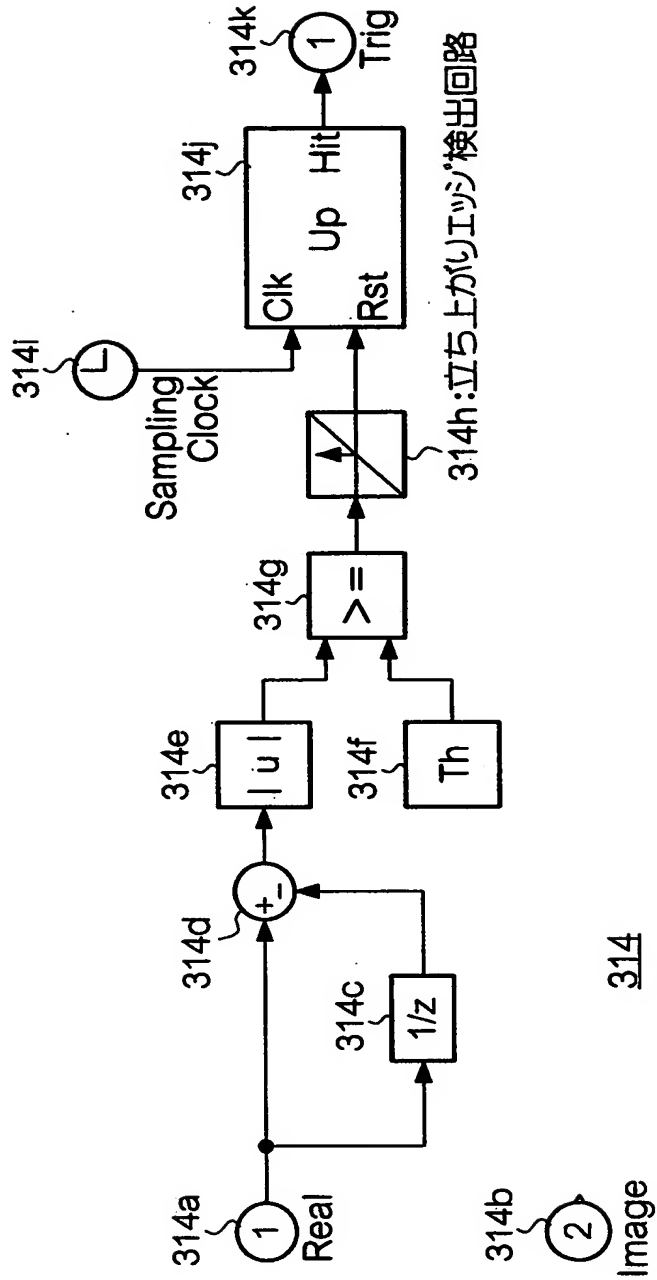 314a
1
Real
314b
2
Image
314c
1/z
314d
+
−
314e
|u|
314f
Th
314g
>=
314h:立ち上がりエッジ検出回路
314i
Sampling
Clock
314j
Clk
Up
Hit
Rst
314k
1
Trig
314